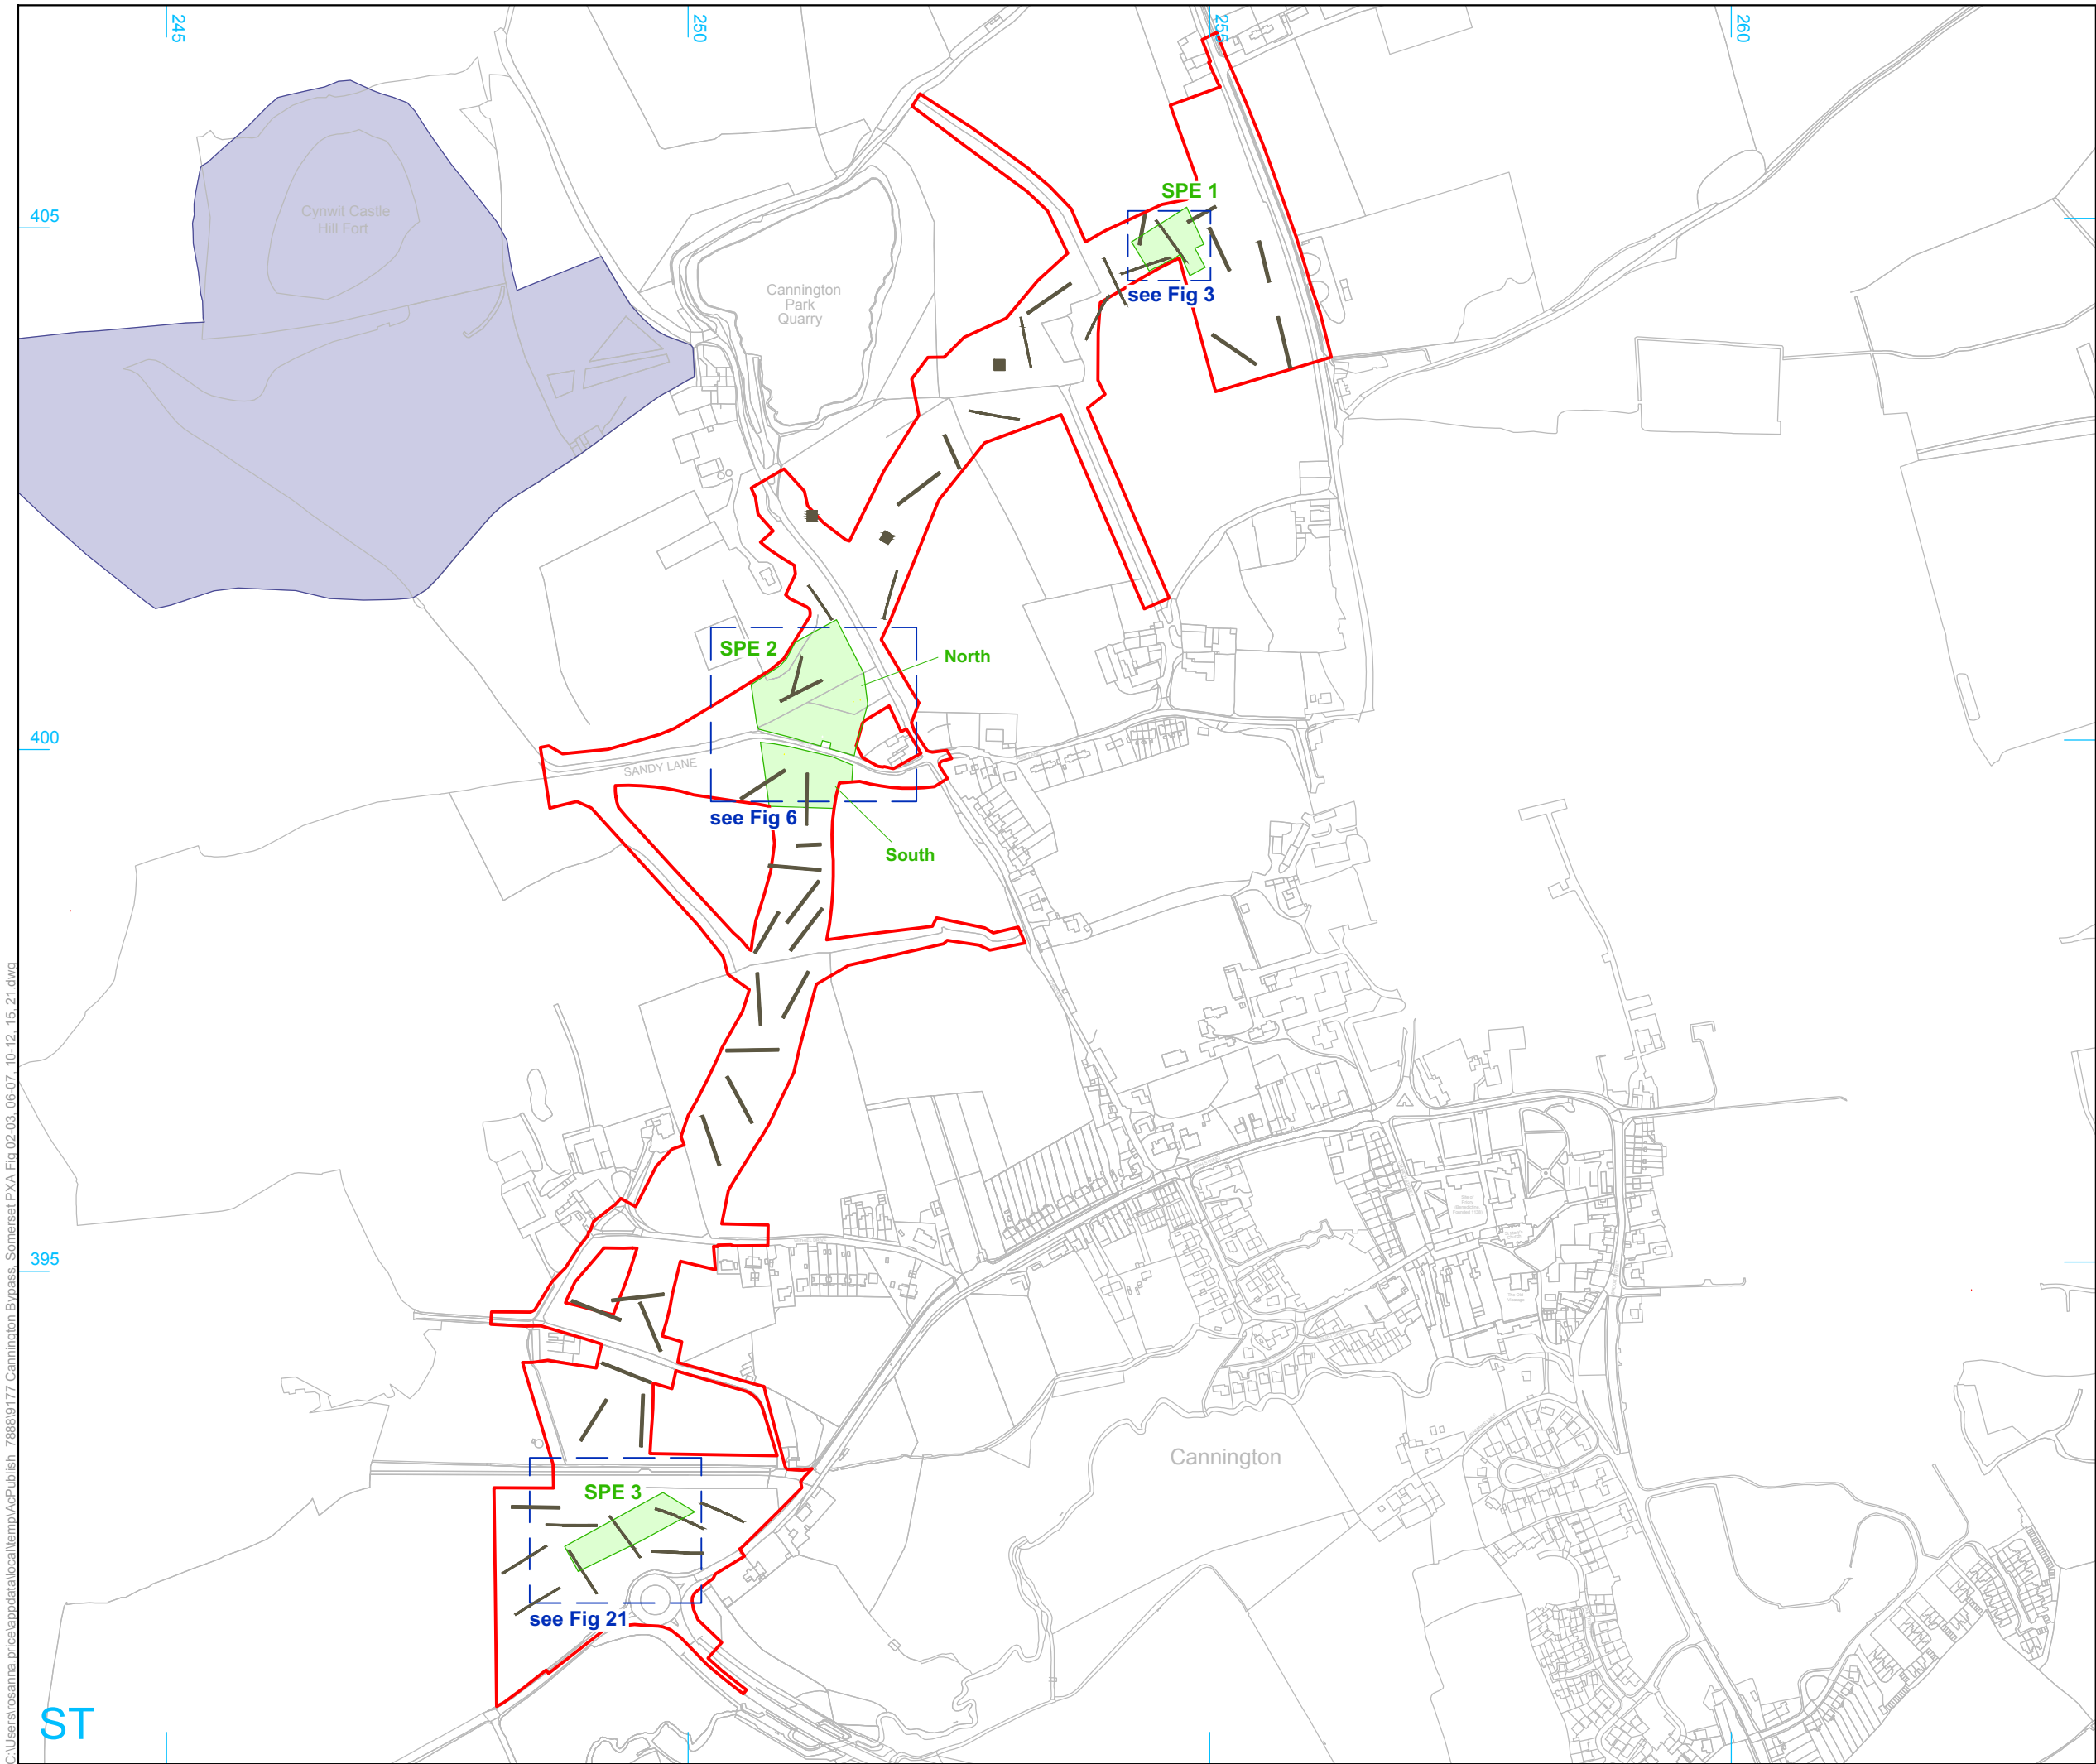 245
250
255
260
405
Cynwit Castle
Hill Fort
SPE 1
Cannington
Park
Quarry
see Fig 3
SPE 2
North
400
SANDY LANE
see Fig 6
South
395
Cannington
SPE 3
see Fig 21
ST
C:\Users\rosanna.price\appdata\local\temp\AcPublish_7888\9177 Cannington Bypass, Somerset PXA Fig 02-03, 06-07, 10-12, 15, 21.dwg